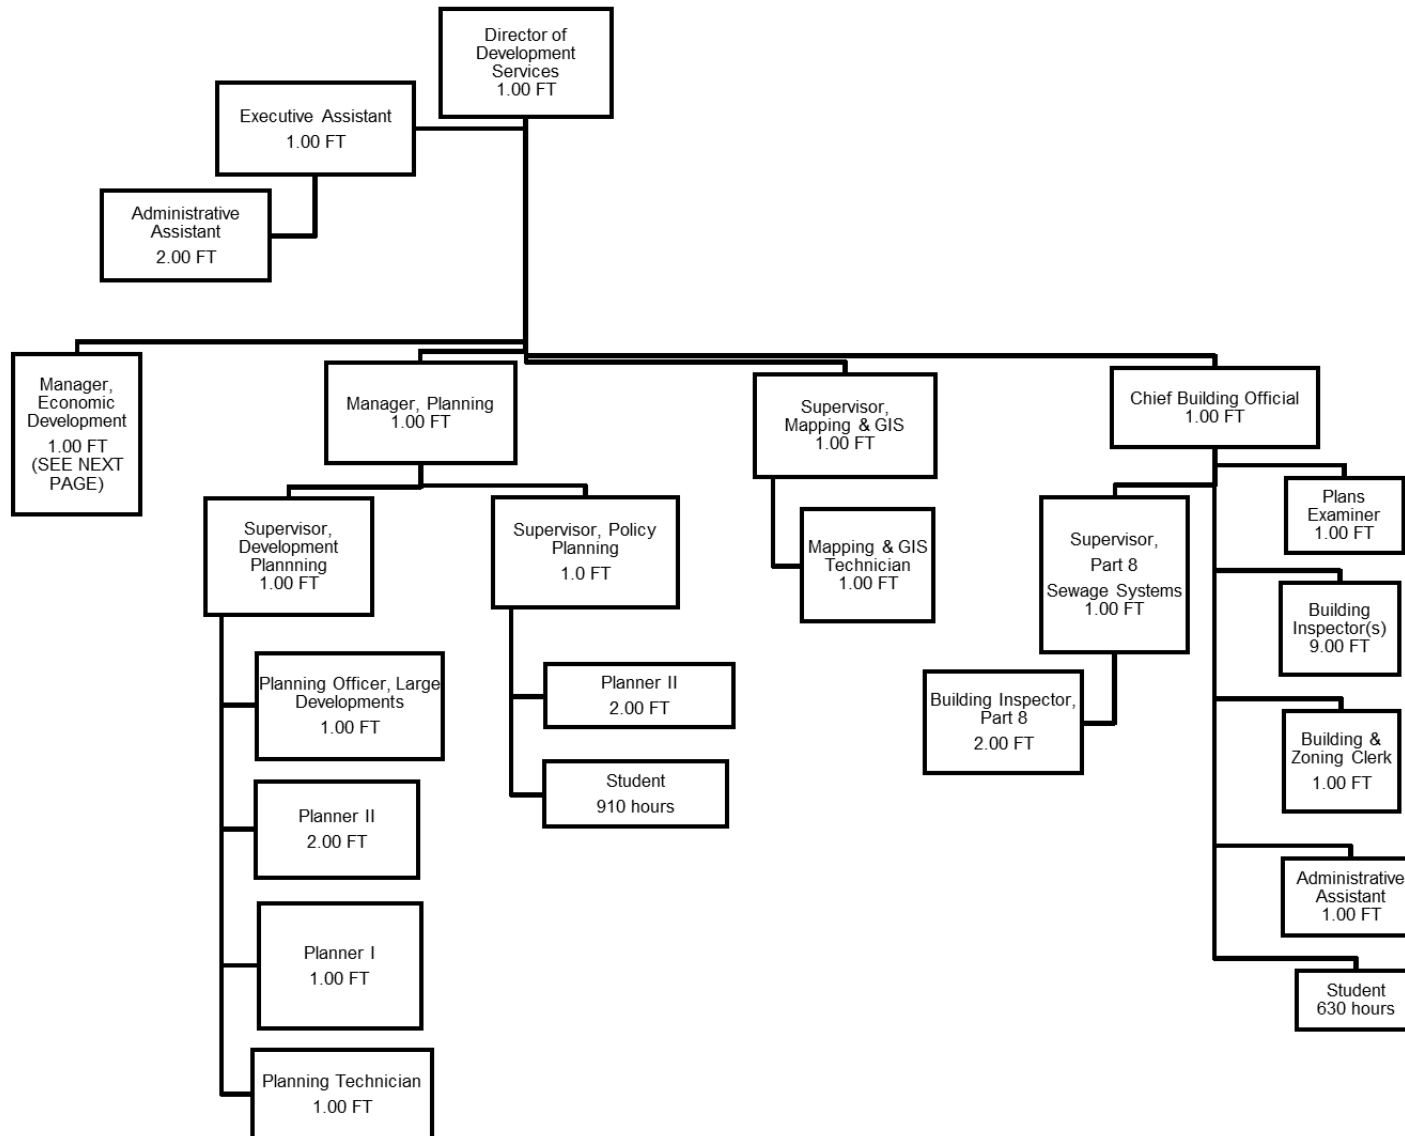 Director of
Development
Services
1.00 FT
Executive Assistant
1.00 FT
Administrative
Assistant
2.00 FT
Manager,
Economic
Development
1.00 FT
(SEE NEXT
PAGE)
Manager, Planning
1.00 FT
Supervisor,
Mapping & GIS
1.00 FT
Chief Building Official
1.00 FT
Supervisor,
Development
Plannning
1.00 FT
Supervisor, Policy
Planning
1.0 FT
Mapping & GIS
Technician
1.00 FT
Supervisor,
Part 8
Sewage Systems
1.00 FT
Plans
Examiner
1.00 FT
Building
Inspector(s)
9.00 FT
Planning Officer, Large
Developments
1.00 FT
Planner II
2.00 FT
Building Inspector,
Part 8
2.00 FT
Building &
Zoning Clerk
1.00 FT
Planner II
2.00 FT
Student
910 hours
Administrative
Assistant
1.00 FT
Planner I
1.00 FT
Student
630 hours
Planning Technician
1.00 FT